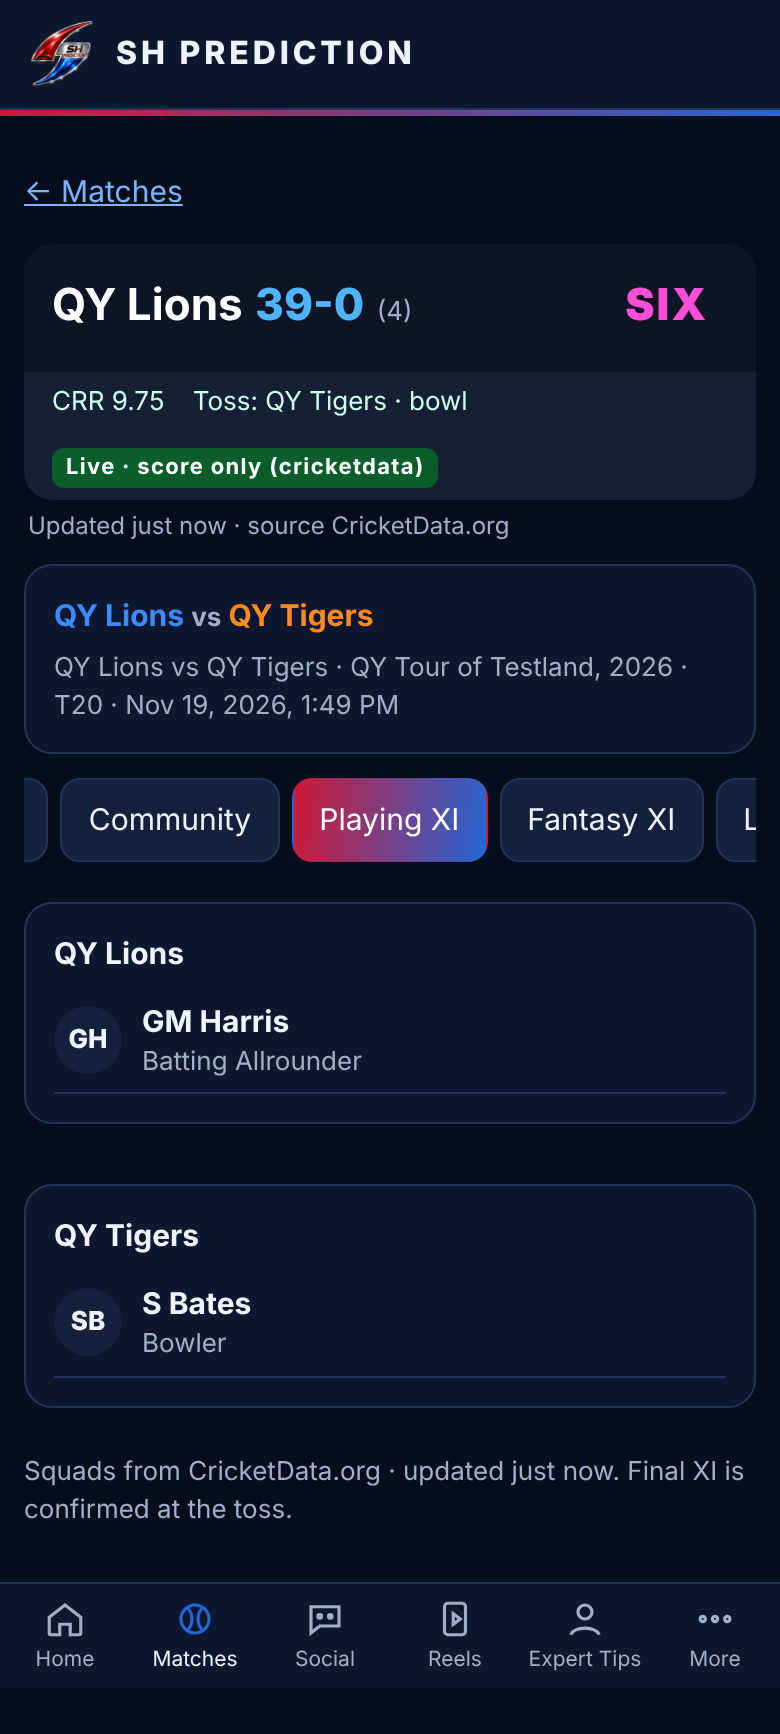 SH
SH PREDICTION
← Matches
QY Lions 39-0 (4)
SIX
CRR 9.75 Toss: QY Tigers · bowl
Live · score only (cricketdata)
Updated just now · source CricketData.org
QY Lions vs QY Tigers
QY Lions vs QY Tigers · QY Tour of Testland, 2026 ·
T20 · Nov 19, 2026, 1:49 PM
Community
Playing XI
Fantasy XI
L
QY Lions
GH
GM Harris
Batting Allrounder
QY Tigers
SB
S Bates
Bowler
Squads from CricketData.org · updated just now. Final XI is
confirmed at the toss.
Home
Matches
Social
Reels
Expert Tips
More